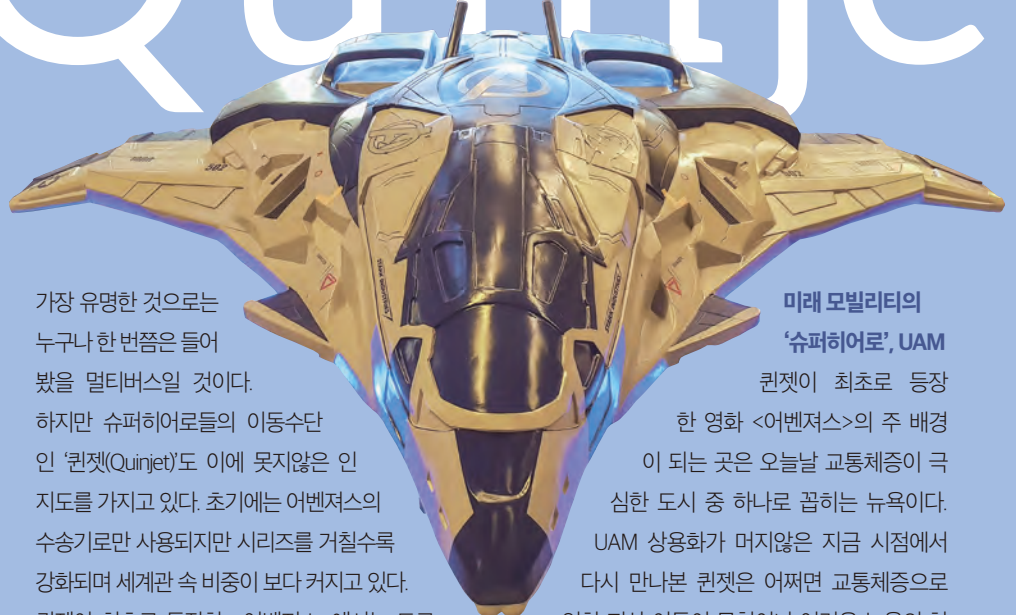 Quinje
가장 유명한 것으로는
누구나 한 번쯤은 들어
봤을 멀티버스일 것이다.
하지만 슈퍼히어로들의 이동수단
인 ‘퀸젯(Quinjet)’도 이에 못지않은 인
지도를 가지고 있다. 초기에는 어벤져스의
수송기로만 사용되지만 시리즈를 거칠수록
강화되며 세계관 속 비중이 보다 커지고 있다.
미래 모빌리티의
‘슈퍼히어로’, UAM
퀸젯이 최초로 등장
한 영화 <어벤져스>의 주 배경
이 되는 곳은 오늘날 교통체증이 극
심한 도시 중 하나로 꼽히는 뉴욕이다.
UAM 상용화가 머지않은 지금 시점에서
다시 만나본 퀸젯은 어쩌면 교통체증으로